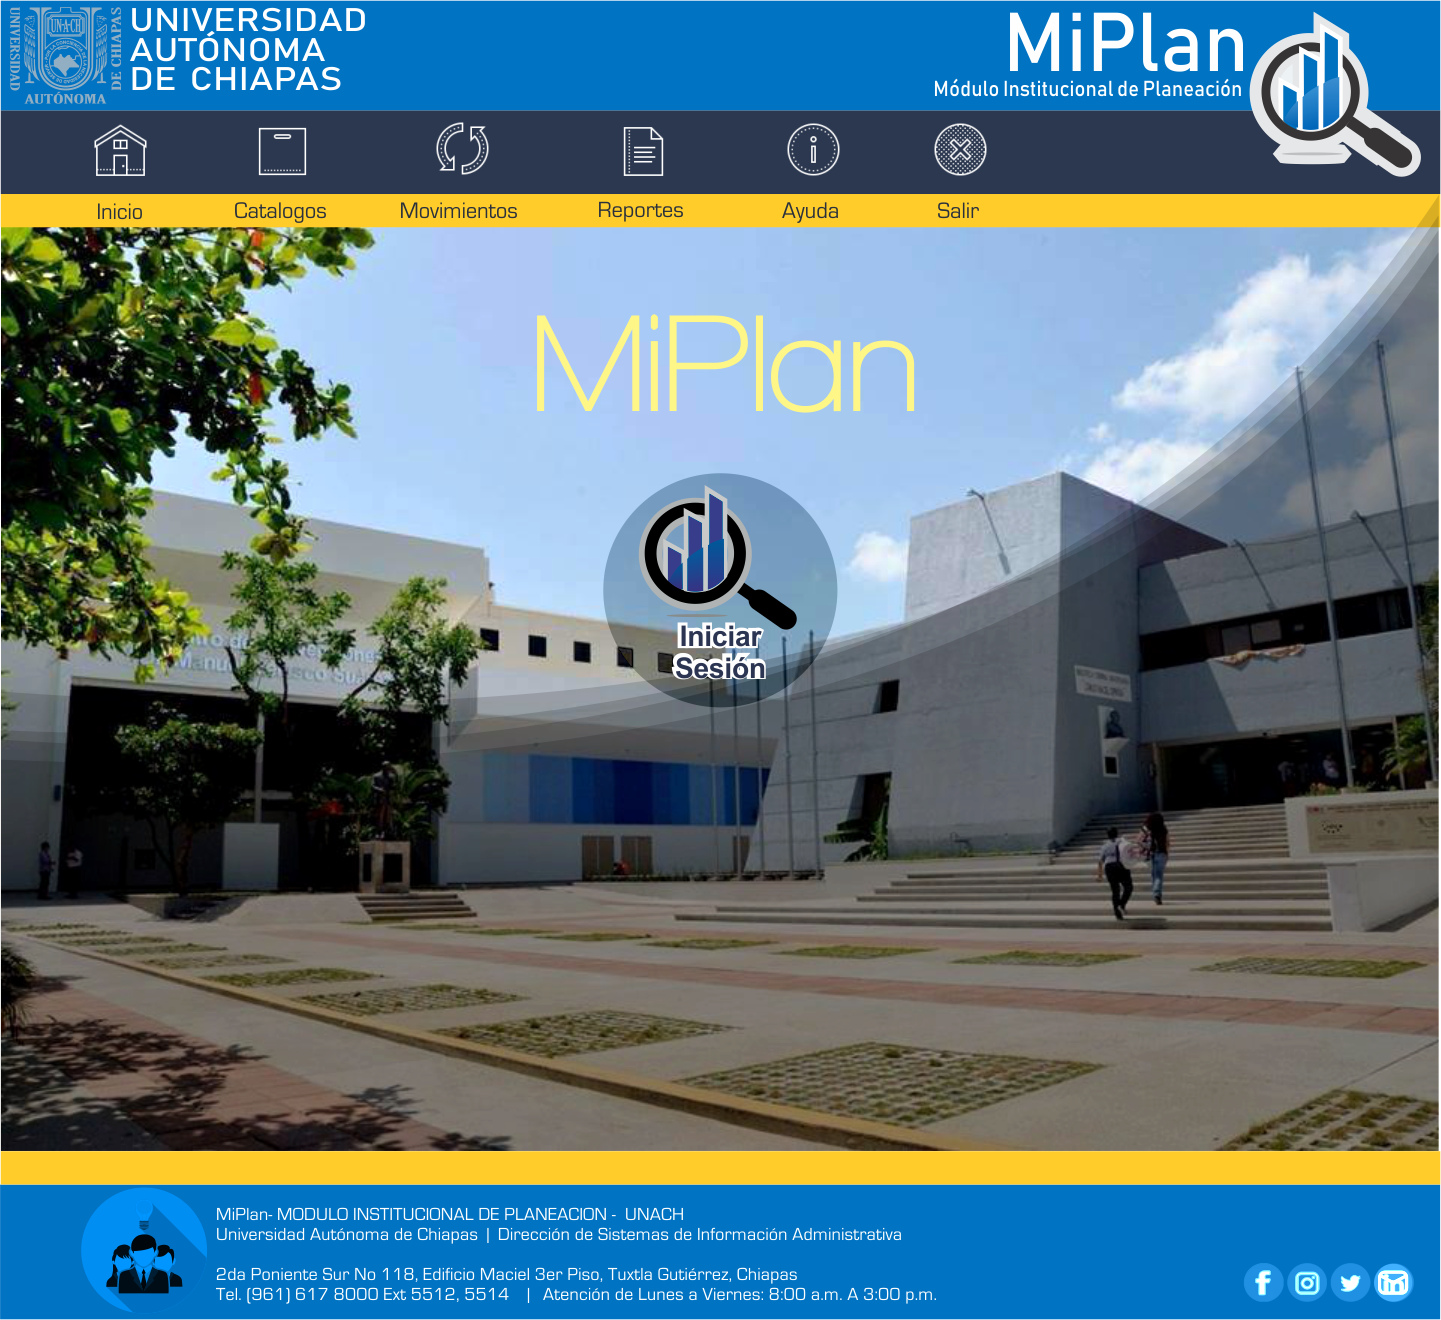 UNIVERSIDAD
AUTÓNOMA
DE CHIAPAS
UN-A-CH
UNIVERSIDAD
AUTÓNOMA
DE CHIAPAS
MiPlan
Módulo Institucional de Planeación
Inicio
Catalogos
Movimientos
Reportes
Ayuda
Salir
MiPlan
Iniciar
Sesión
MiPlan- MODULO INSTITUCIONAL DE PLANEACION - UNACH
Universidad Autónoma de Chiapas | Dirección de Sistemas de Información Administrativa
2da Poniente Sur No 118, Edificio Maciel 3er Piso, Tuxtla Gutiérrez, Chiapas
Tel. (961) 617 8000 Ext 5512, 5514 | Atención de Lunes a Viernes: 8:00 a.m. A 3:00 p.m.